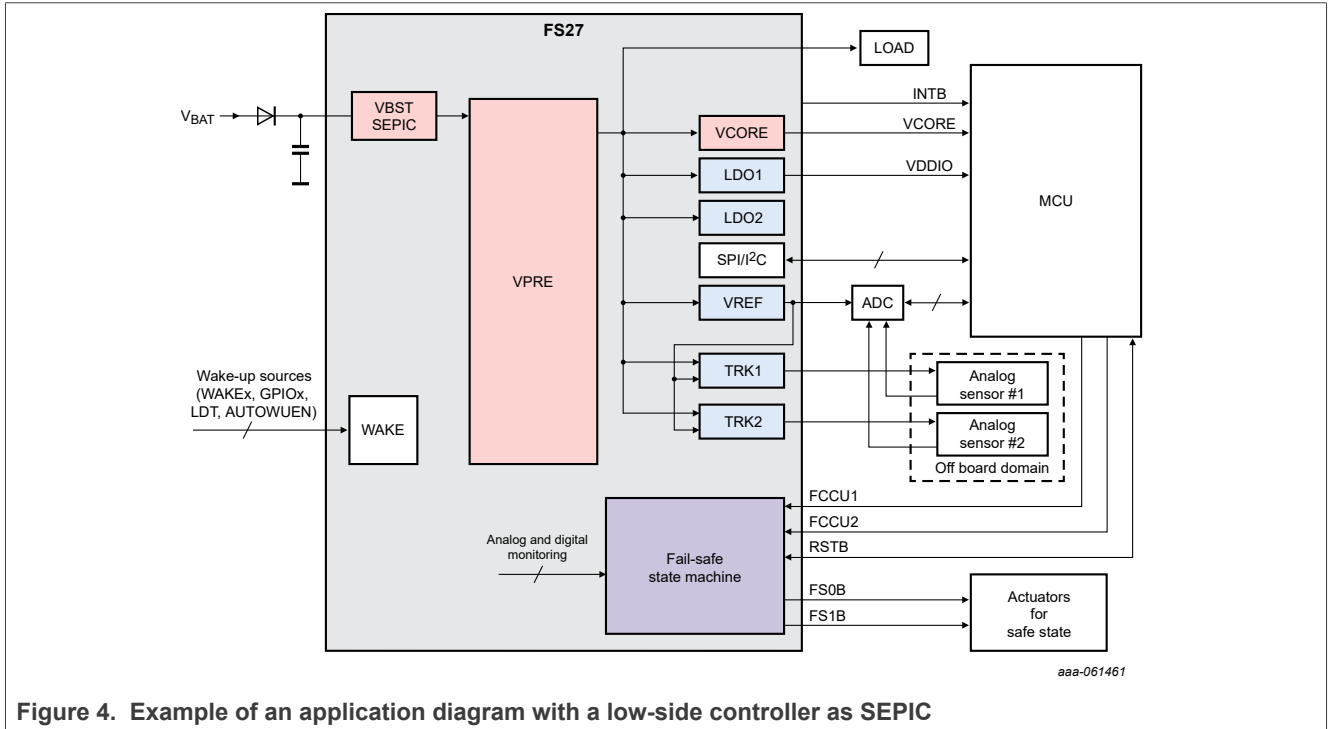 FS27
LOAD
INTB
VBAT
VBST
SEPIC
VCORE
VCORE
LDO1
VDDIO
MCU
LDO2
SPI/I²C
VPRE
VREF
ADC
Wake-up sources
(WAKEx, GPIOx,
LDT, AUTOWUEN)
WAKE
TRK1
Analog
sensor #1
TRK2
Analog
sensor #2
Off board domain
FCCU1
FCCU2
Analog and digital
monitoring
Fail-safe
state machine
RSTB
FS0B
FS1B
Actuators
for
safe state
aaa-061461
Figure 4. Example of an application diagram with a low-side controller as SEPIC